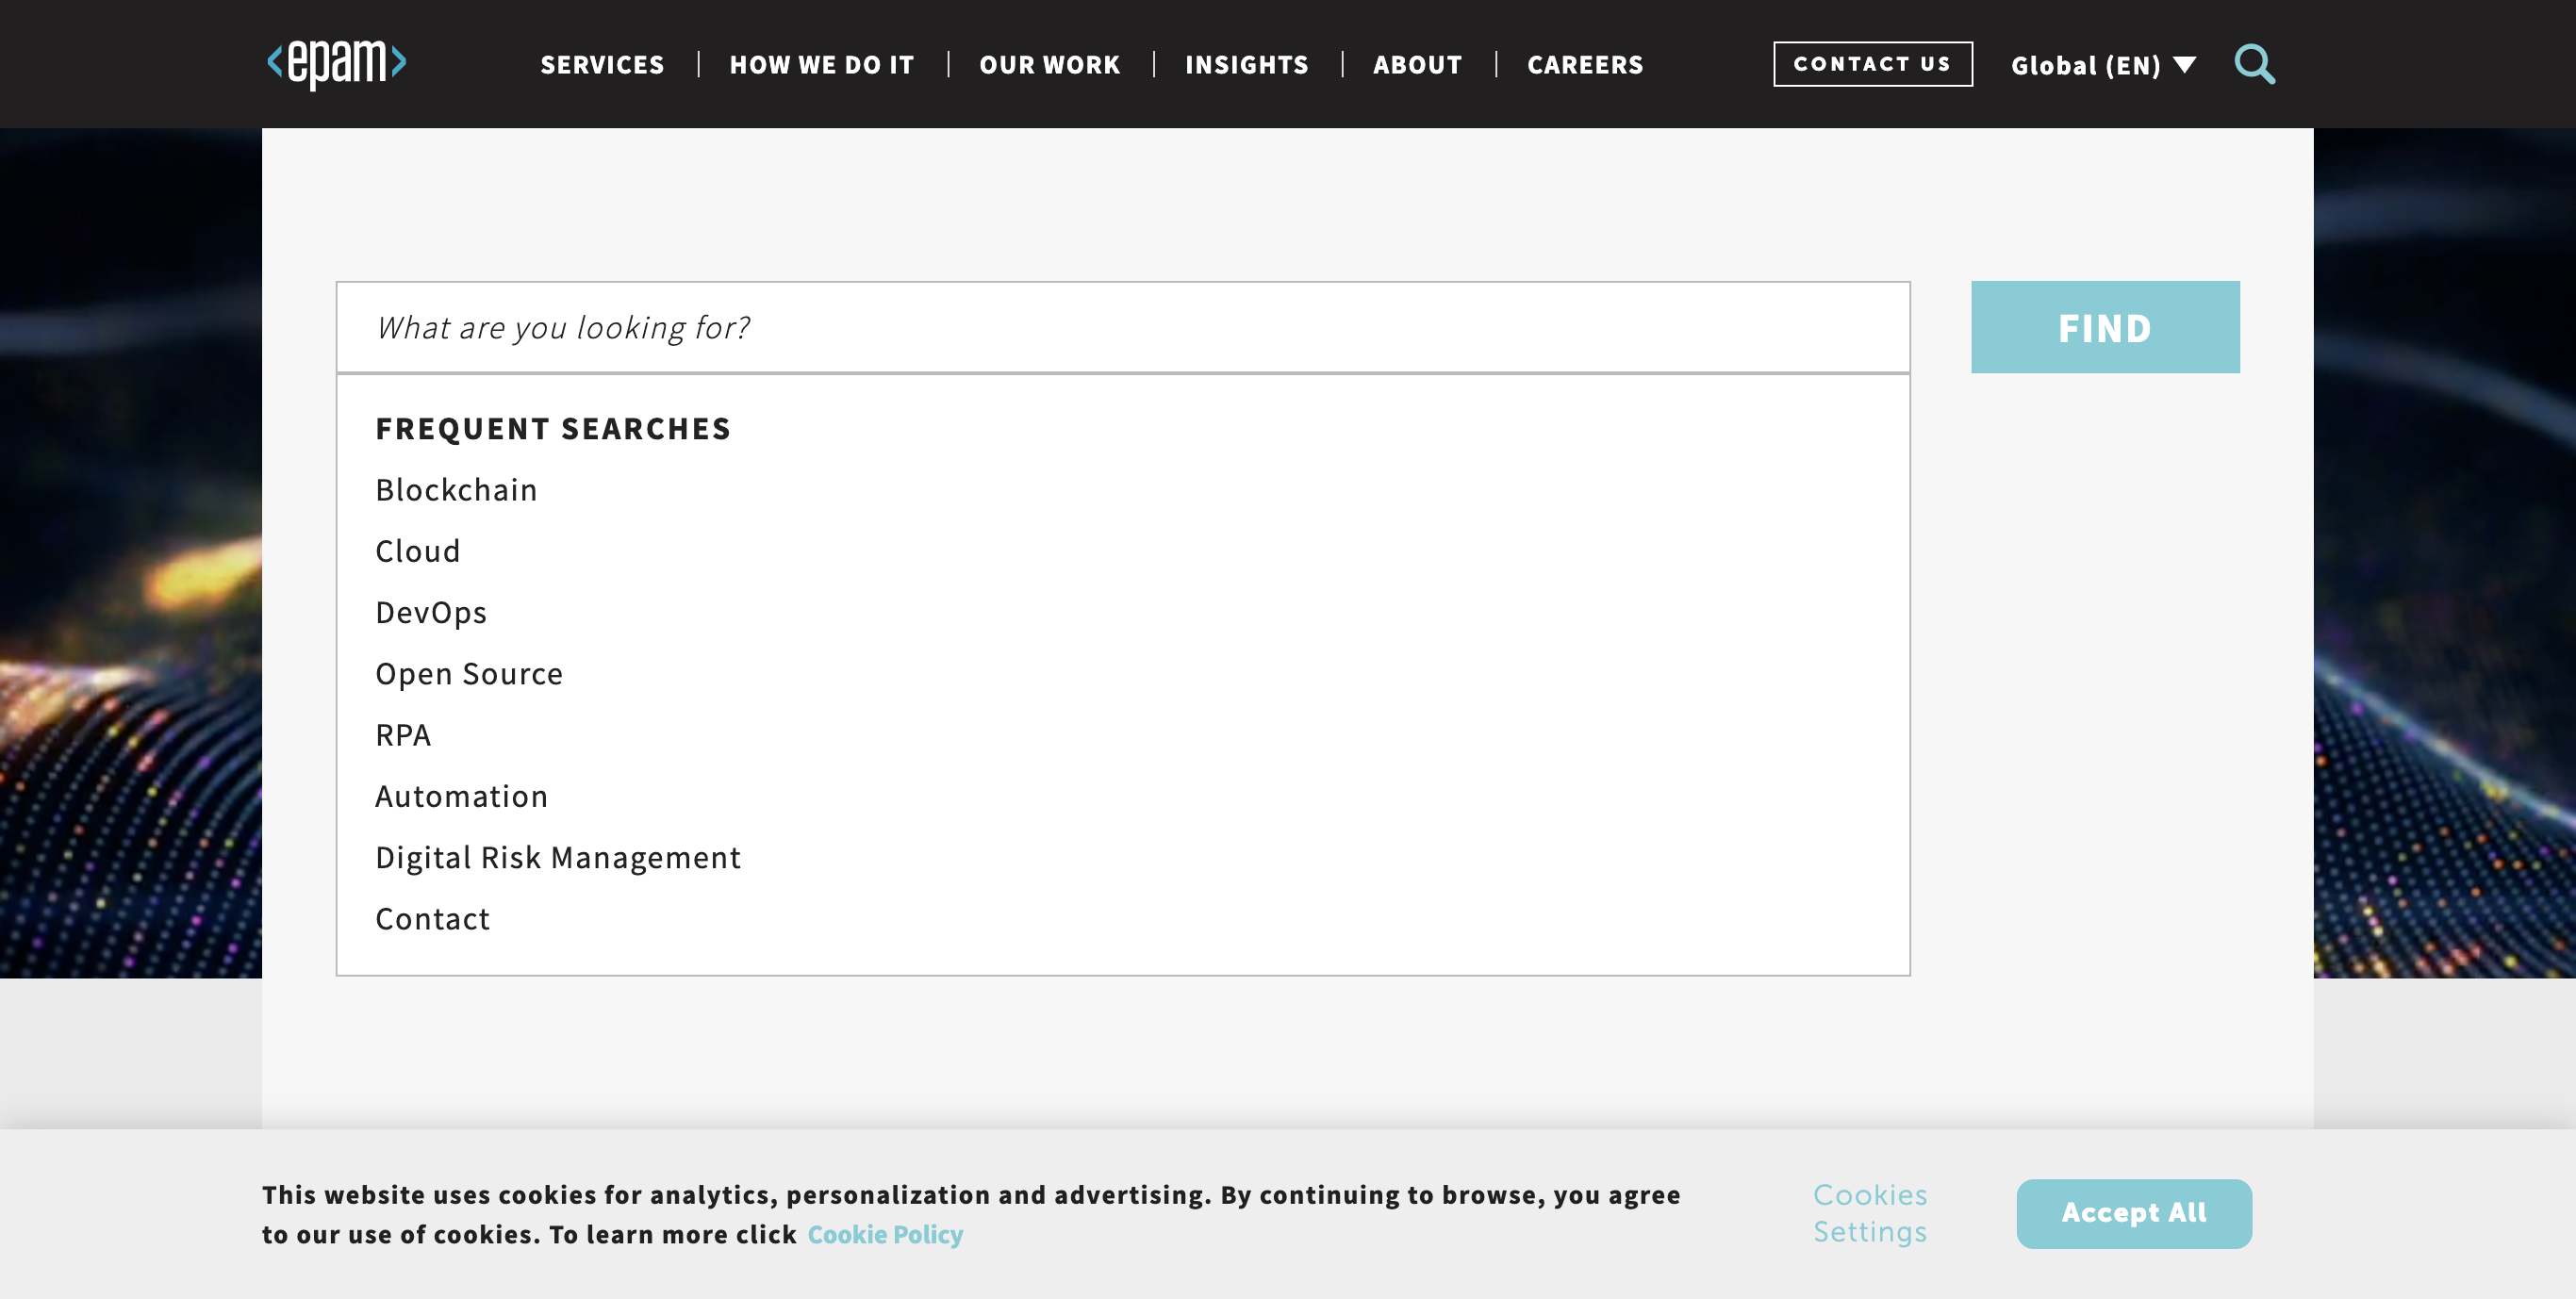 <epam>
SERVICES
HOW WE DO IT
OUR WORK
INSIGHTS
ABOUT
CAREERS
CONTACT US
Global (EN)
What are you looking for?
FIND
FREQUENT SEARCHES
Blockchain
Cloud
DevOps
Open Source
RPA
Automation
Digital Risk Management
Contact
This website uses cookies for analytics, personalization and advertising. By continuing to browse, you agree
to our use of cookies. To learn more click Cookie Policy
Cookies
Settings
Accept All